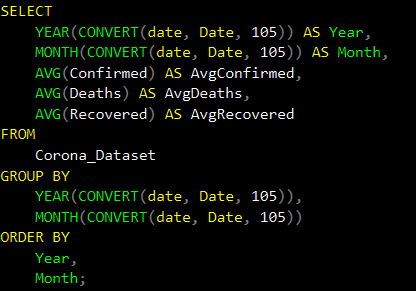 SELECT
    YEAR(CONVERT(date, Date, 105)) AS Year,
    MONTH(CONVERT(date, Date, 105)) AS Month,
    AVG(Confirmed) AS AvgConfirmed,
    AVG(Deaths) AS AvgDeaths,
    AVG(Recovered) AS AvgRecovered
FROM
    Corona_Dataset
GROUP BY
    YEAR(CONVERT(date, Date, 105)),
    MONTH(CONVERT(date, Date, 105))
ORDER BY
    Year,
    Month;